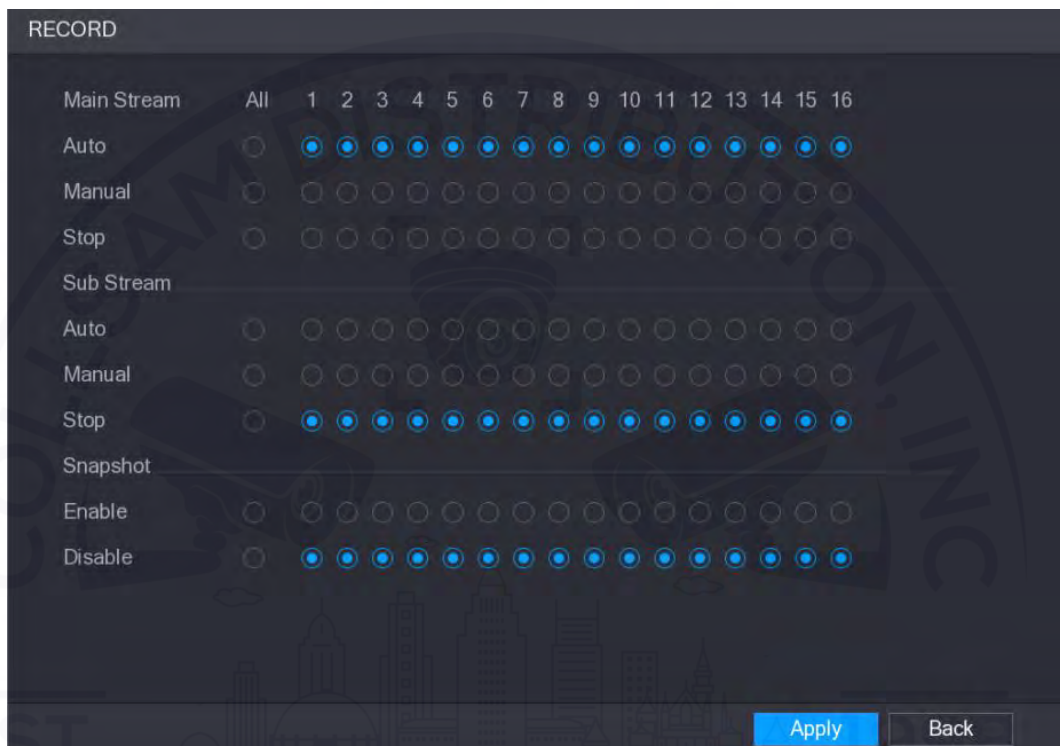 RECORD
Main Stream All 1 2 3 4 5 6 7 8 9 10 11 12 13 14 15 16
Auto
Manual
Stop
Sub Stream
Auto
Manual
Stop
Snapshot
Enable
Disable
Apply Back